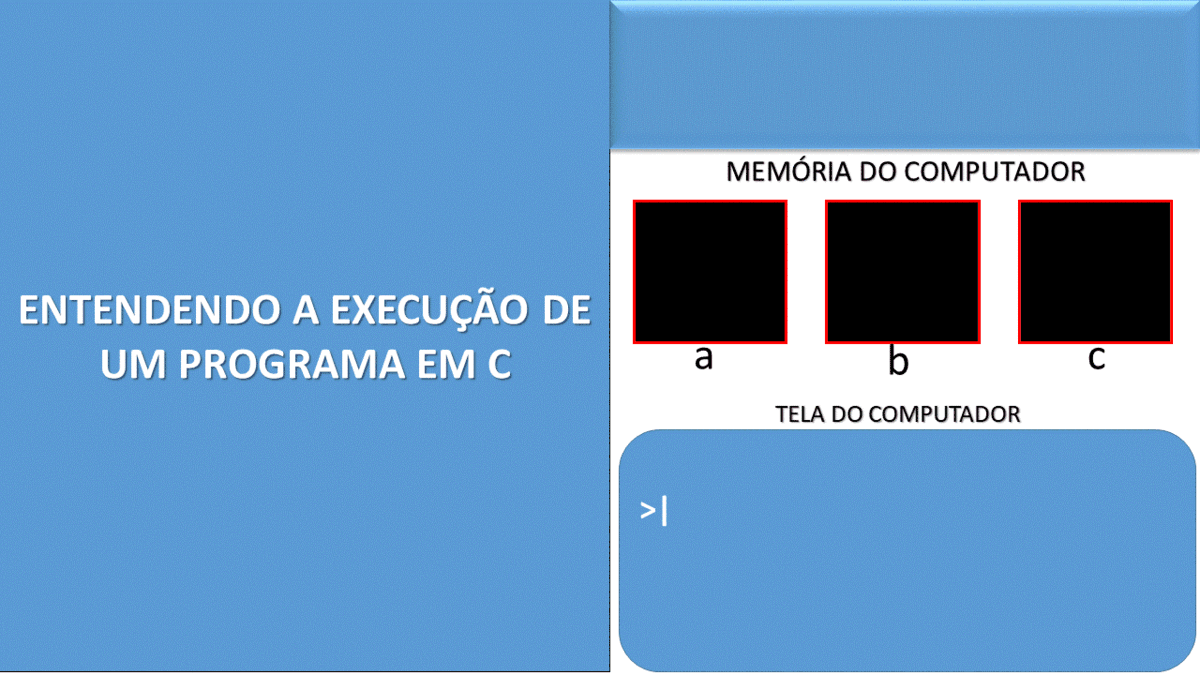 ENTENDENDO A EXECUÇÃO DE
UM PROGRAMA EM C
MEMÓRIA DO COMPUTADOR
a
b
c
TELA DO COMPUTADOR
>|